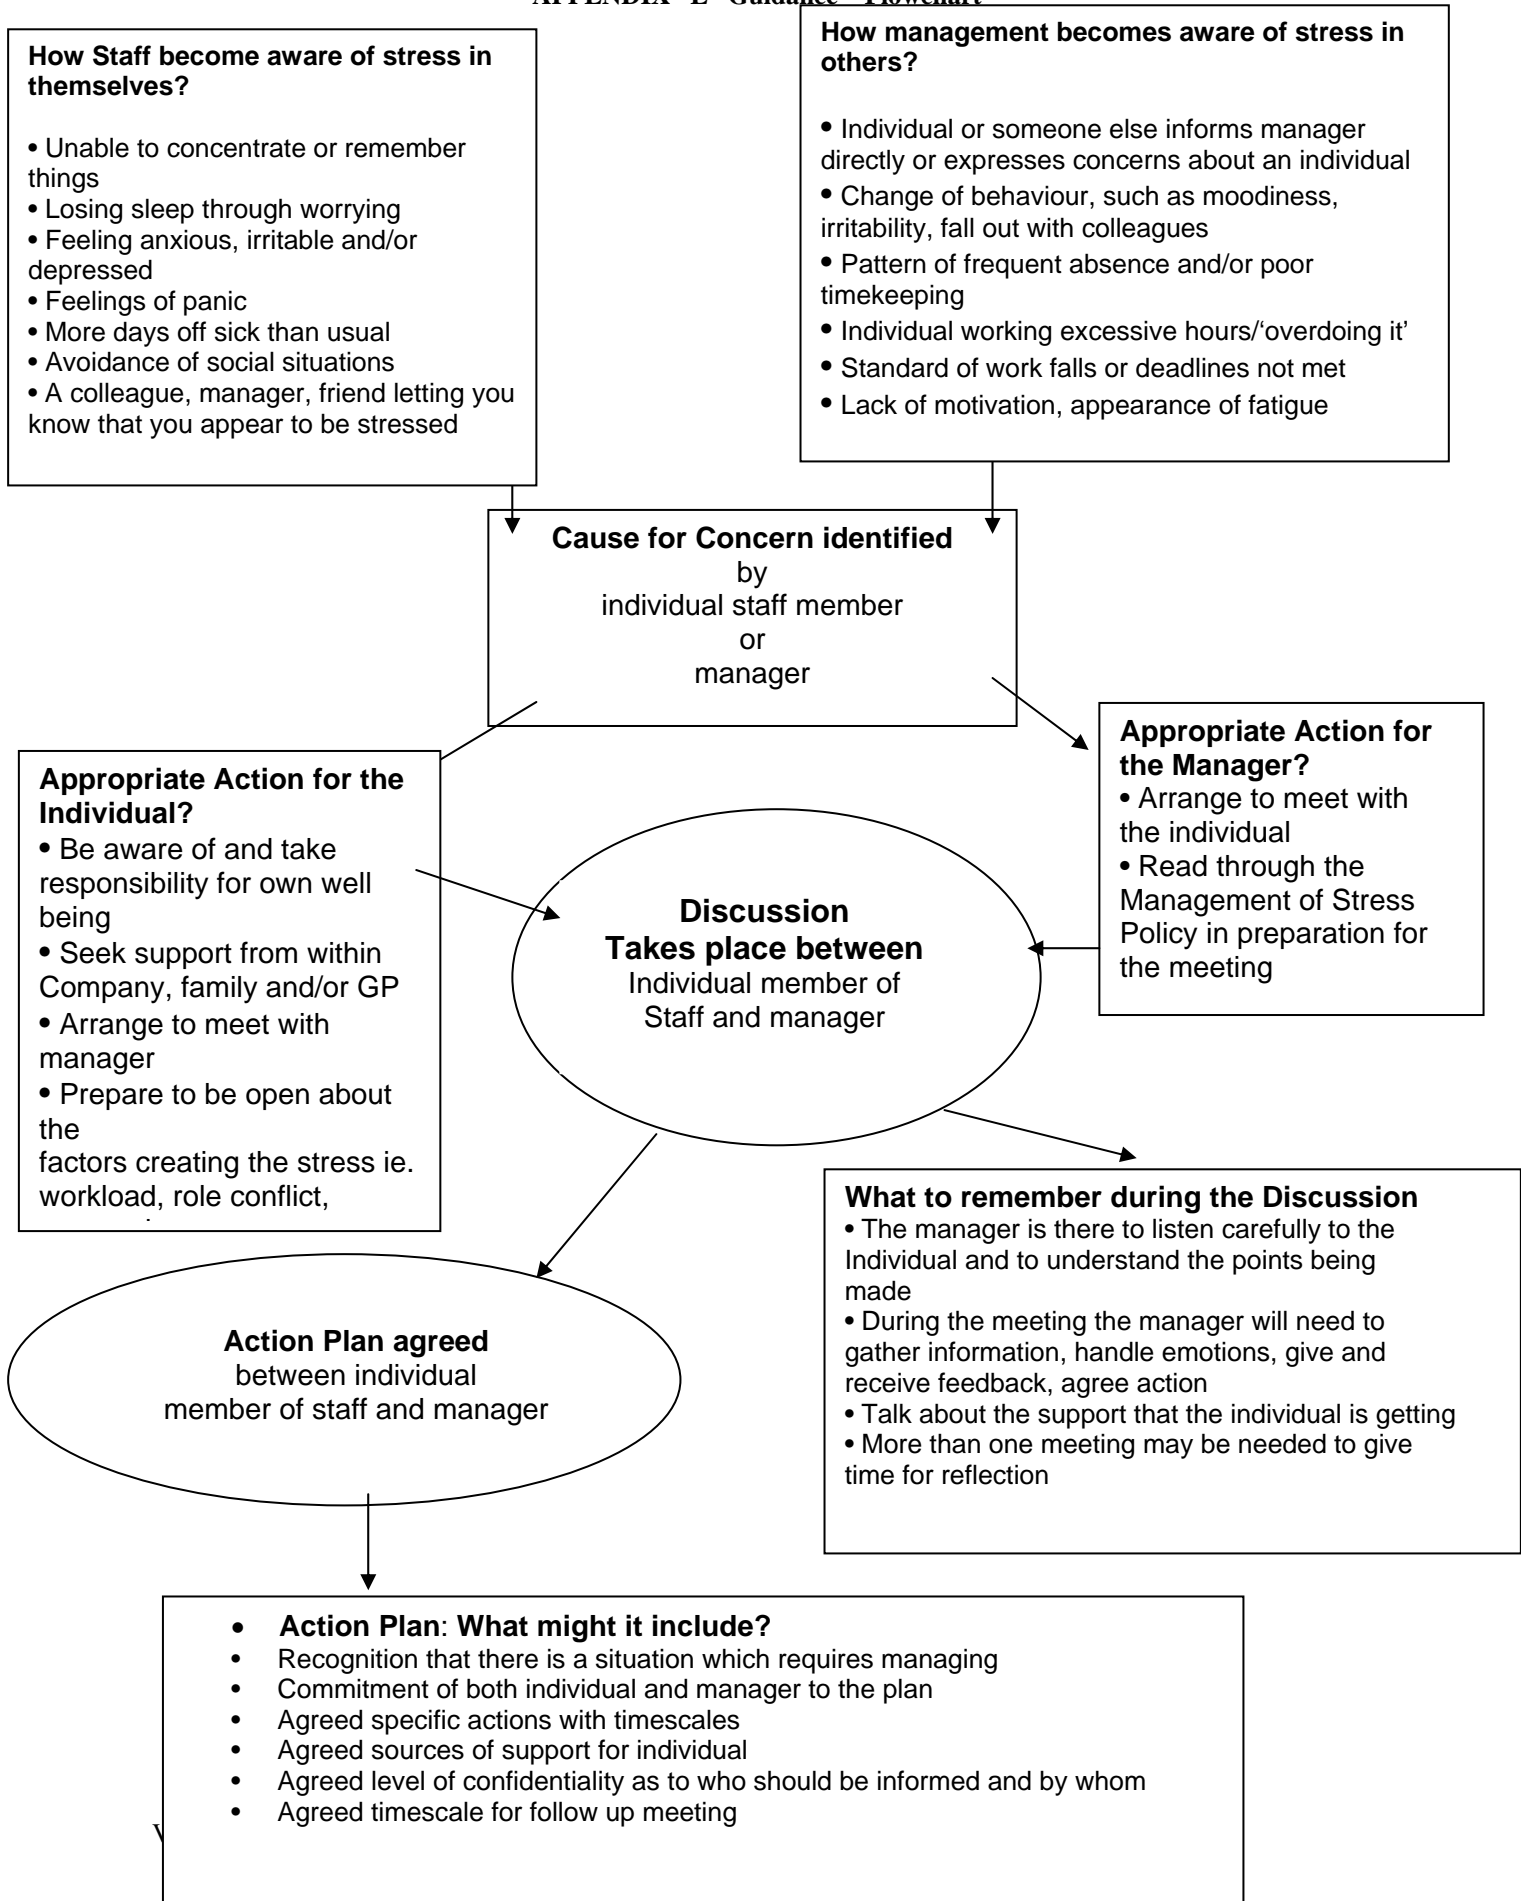 APPENDIX E Guidance Flowchart
How Staff become aware of stress in
themselves?
• Unable to concentrate or remember
things
• Losing sleep through worrying
• Feeling anxious, irritable and/or
depressed
• Feelings of panic
• More days off sick than usual
• Avoidance of social situations
• A colleague, manager, friend letting you
know that you appear to be stressed
How management becomes aware of stress in
others?
• Individual or someone else informs manager
directly or expresses concerns about an individual
• Change of behaviour, such as moodiness,
irritability, fall out with colleagues
• Pattern of frequent absence and/or poor
timekeeping
• Individual working excessive hours/‘overdoing it’
• Standard of work falls or deadlines not met
• Lack of motivation, appearance of fatigue
Cause for Concern identified
by
individual staff member
or
manager
Appropriate Action for the
Individual?
• Be aware of and take
responsibility for own well
being
• Seek support from within
Company, family and/or GP
• Arrange to meet with
manager
• Prepare to be open about
the
factors creating the stress ie.
workload, role conflict,
Appropriate Action for
the Manager?
• Arrange to meet with
the individual
• Read through the
Management of Stress
Policy in preparation for
the meeting
Discussion
Takes place between
Individual member of
Staff and manager
What to remember during the Discussion
• The manager is there to listen carefully to the
Individual and to understand the points being
made
• During the meeting the manager will need to
gather information, handle emotions, give and
receive feedback, agree action
• Talk about the support that the individual is getting
• More than one meeting may be needed to give
time for reflection
Action Plan agreed
between individual
member of staff and manager
• Action Plan: What might it include?
• Recognition that there is a situation which requires managing
• Commitment of both individual and manager to the plan
• Agreed specific actions with timescales
• Agreed sources of support for individual
• Agreed level of confidentiality as to who should be informed and by whom
• Agreed timescale for follow up meeting